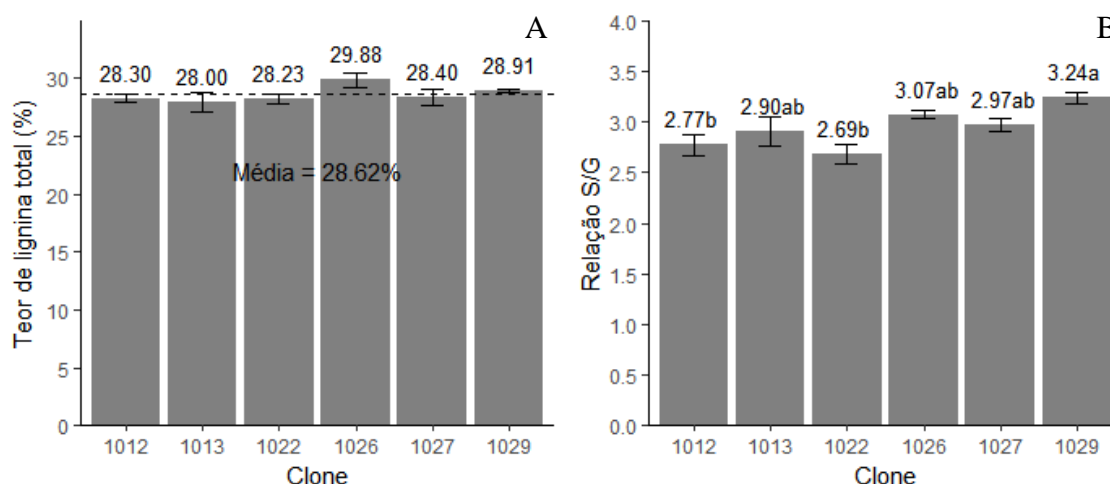 A
Teor de lignina total (%)
30
25
20
15
10
5
0
28.30
28.00
28.23
29.88
28.40
28.91
Média = 28.62%
1012
1013
1022
1026
1027
1029
Clone
B
Relação S/G
4.0
3.5
3.0
2.5
2.0
1.5
1.0
0.5
0.0
2.77b
2.90ab
2.69b
3.07ab
2.97ab
3.24a
1012
1013
1022
1026
1027
1029
Clone